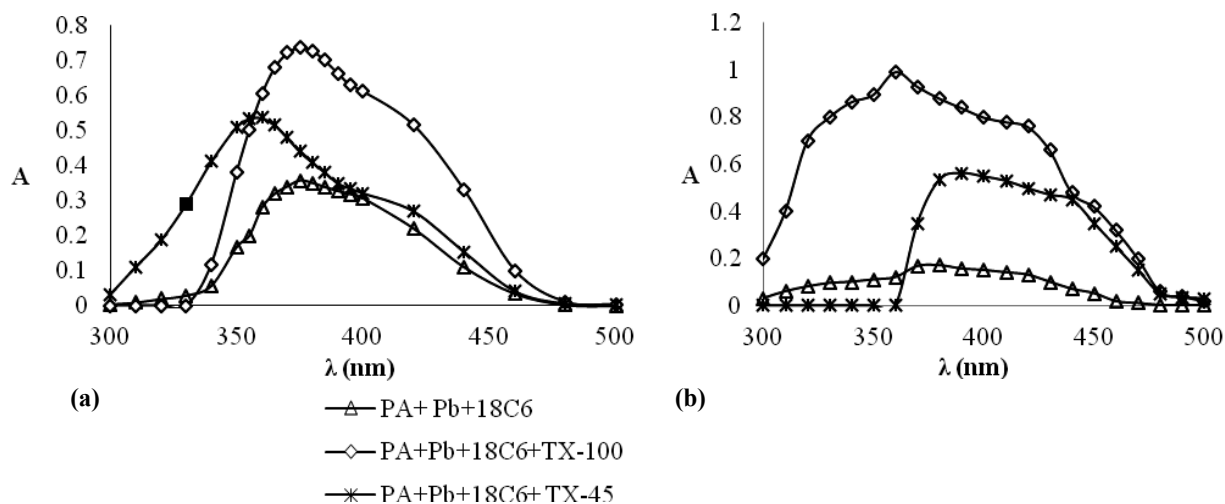 0.8
0.7
0.6
0.5
0.4
0.3
0.2
0.1
0
A
300 350 400 450 500
λ (nm)
(a)
1.2
1
0.8
0.6
0.4
0.2
0
A
300 350 400 450 500
λ (nm)
(b)
PA+ Pb+18C6
PA+Pb+18C6+TX-100
PA+Pb+18C6+TX-45